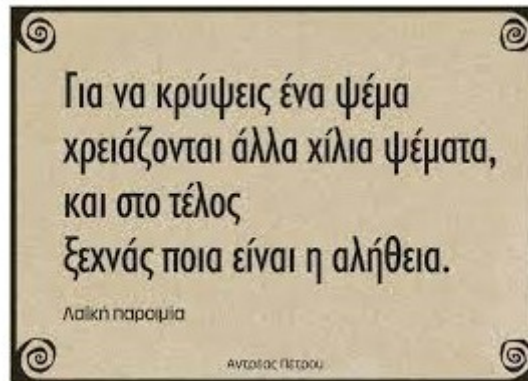 Για να κρύψεις ένα ψέμα
χρειάζονται άλλα χίλια ψέματα,
και στο τέλος
ξεχνάς ποια είναι η αλήθεια.
Λαϊκή παροιμία
Αντρέας Πέτρου